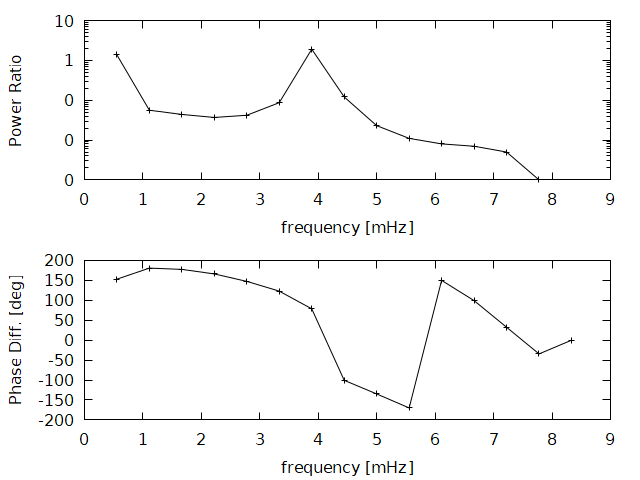 10
1
0
0
0
Power Ratio
0 1 2 3 4 5 6 7 8 9
frequency [mHz]
200
150
100
50
0
-50
-100
-150
-200
Phase Diff. [deg]
0 1 2 3 4 5 6 7 8 9
frequency [mHz]